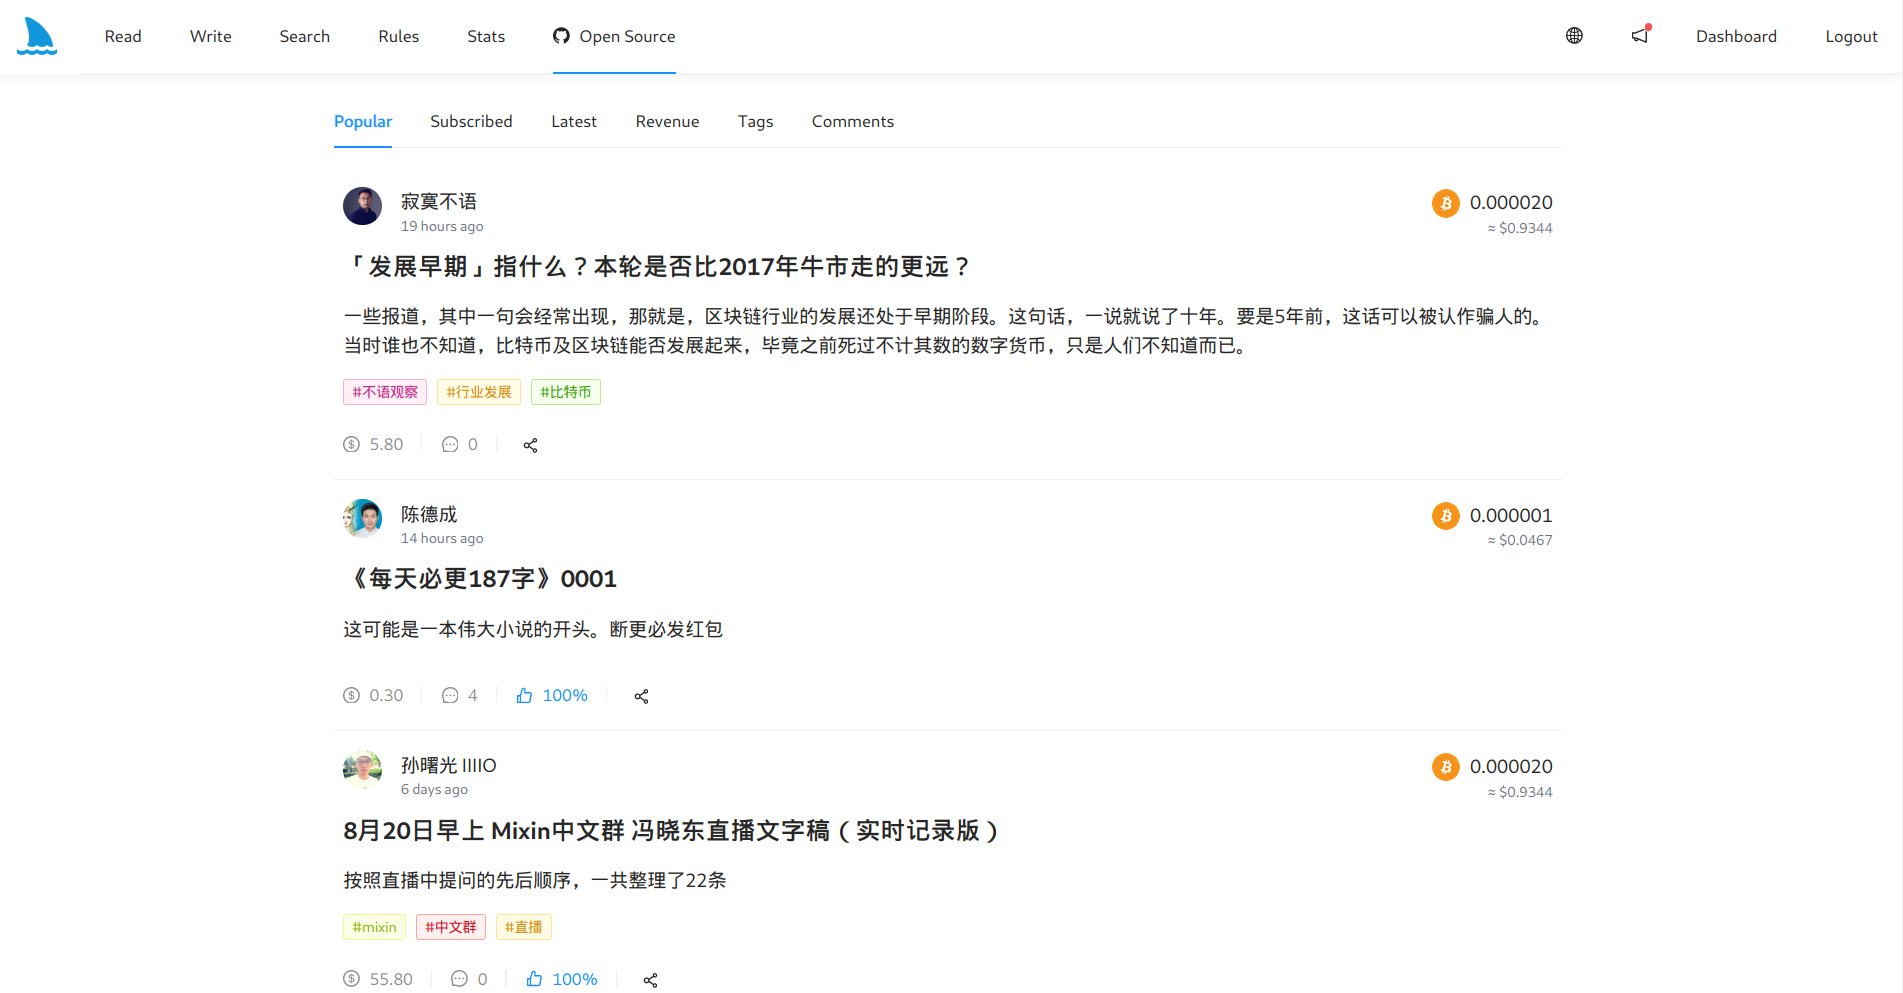 Read Write Search Rules Stats Open Source Dashboard Logout
Popular Subscribed Latest Revenue Tags Comments
寂寞不语 0.000020
19 hours ago ≈ $0.9344
「发展早期」指什么？本轮是否比2017年牛市走的更远？
一些报道，其中一句会经常出现，那就是，区块链行业的发展还处于早期阶段。这句话，一说就说了十年。要是5年前，这话可以被认作骗人的。
当时谁也不知道，比特币及区块链能否发展起来，毕竟之前死过不计其数的数字货币，只是人们不知道而已。
#不语观察 #行业发展 #比特币
5.80 0
陈德成 0.000001
14 hours ago ≈ $0.0467
《每天必更187字》0001
这可能是一本伟大小说的开头。断更必发红包
0.30 4 100%
孙曙光 IIIIO 0.000020
6 days ago ≈ $0.9344
8月20日早上 Mixin中文群 冯晓东直播文字稿（实时记录版）
按照直播中提问的先后顺序，一共整理了22条
#mixin #中文群 #直播
55.80 0 100%